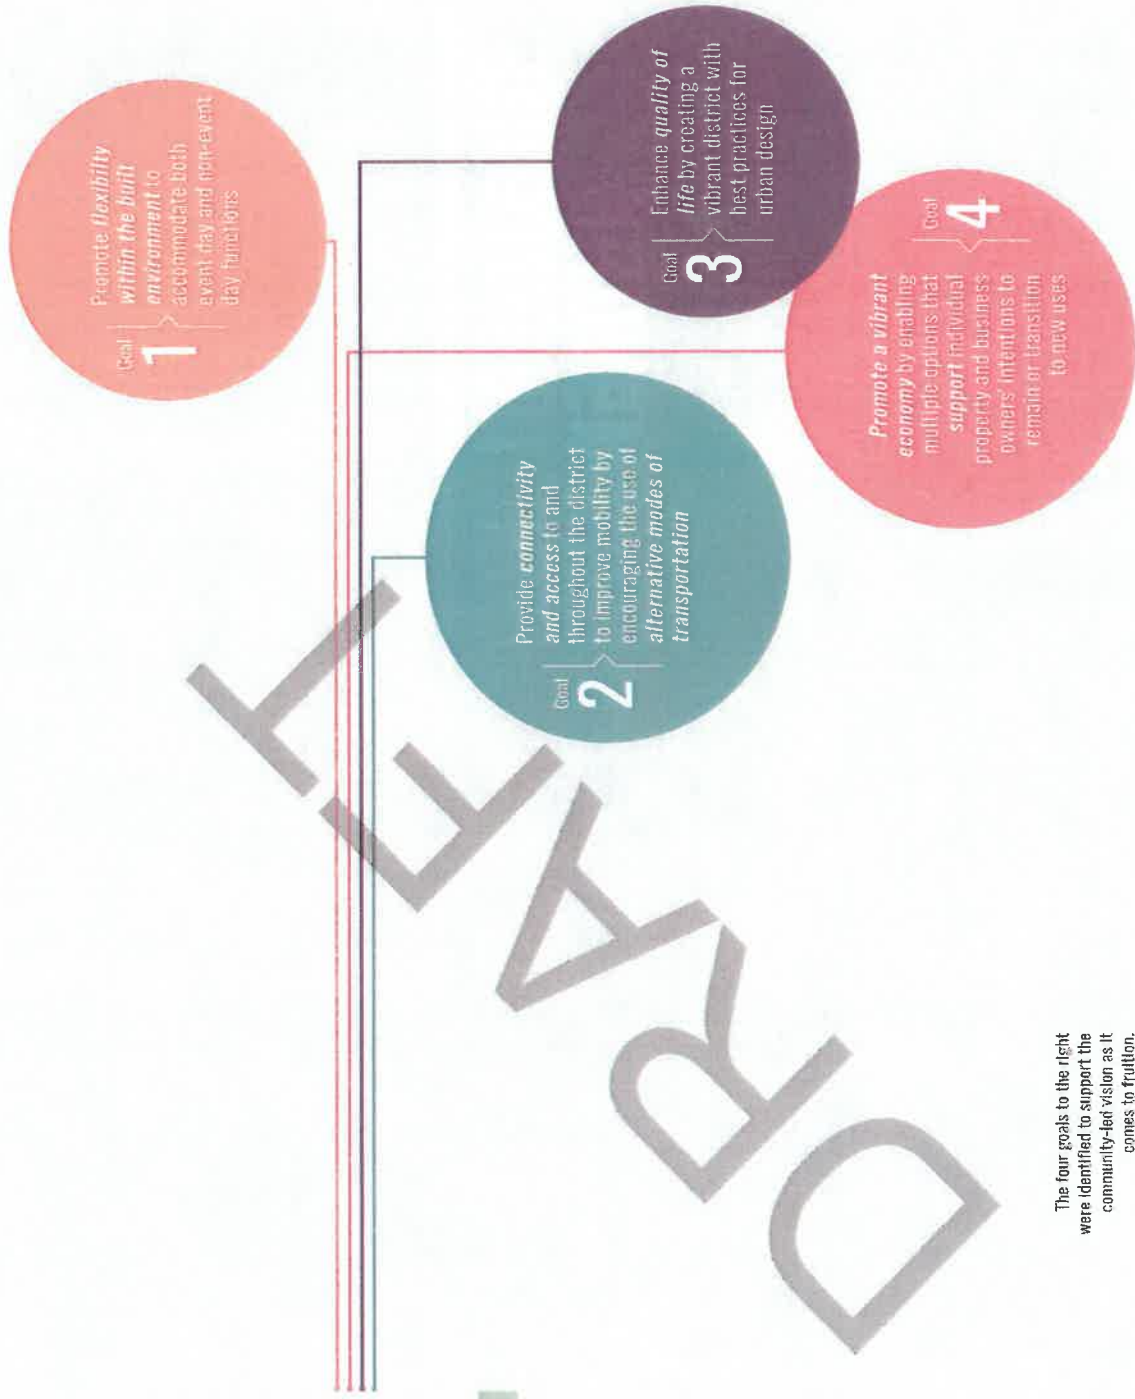 Goal
1
Promote flexibilty
within the built
environment to
accommodate both
event day and non-event
day functions
Goal
2
Provide connectivity
and access to and
throughout the district
to improve mobility by
encouraging the use of
alternative modes of
transportation
Goal
3
Enhance quality of
life by creating a
vibrant district with
best practices for
urban design
Goal
4
Promote a vibrant
economy by enabling
multiple options that
support individual
property and business
owners' intentions to
remain or transition
to new uses
The four goals to the right
were identified to support the
community-led vision as it
comes to fruition.
DRAFT